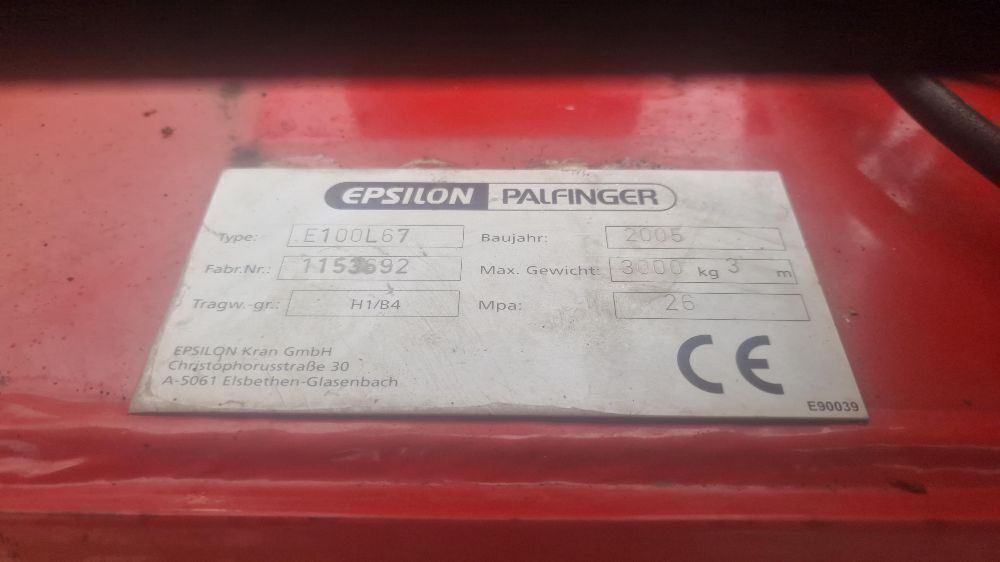 EPSILON PALFINGER
Type: E100L67 Baujahr: 2005
Fabr.Nr.: 1153692 Max. Gewicht: 3000 kg 3 m
Tragw.-gr.: H1/B4 Mpa: 26
EPSILON Kran GmbH
Christophorusstraße 30
A-5061 Elsbethen-Glasenbach
CE
E90039